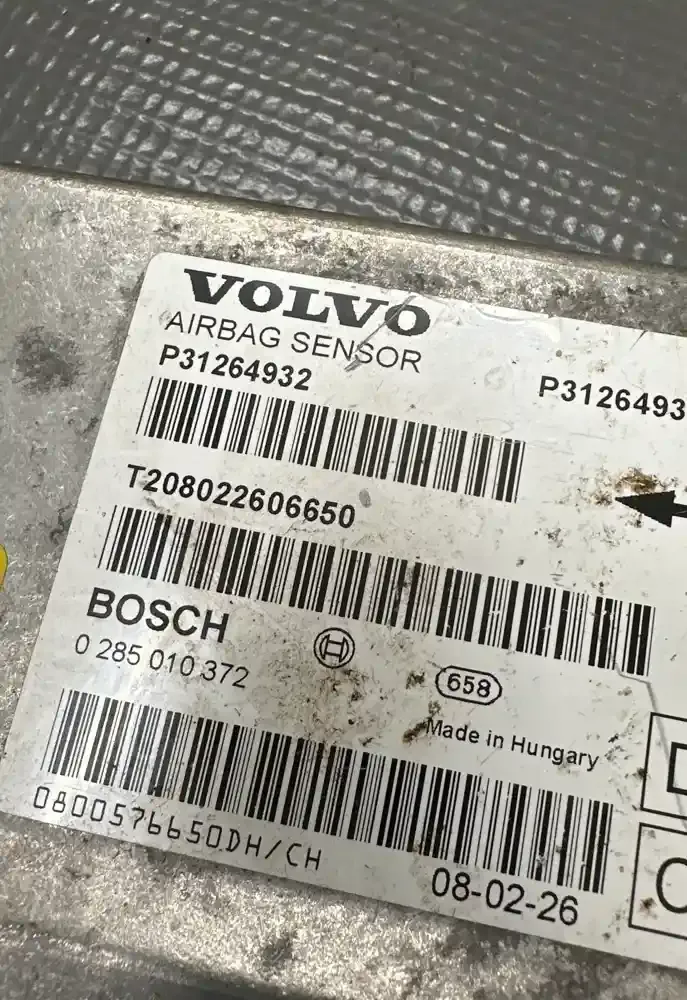 VOLVO
AIRBAG SENSOR
P31264932
P3126493
T208022606650
BOSCH
0 285 010 372
658
Made in Hungary
0800576650DH/CH
08-02-26